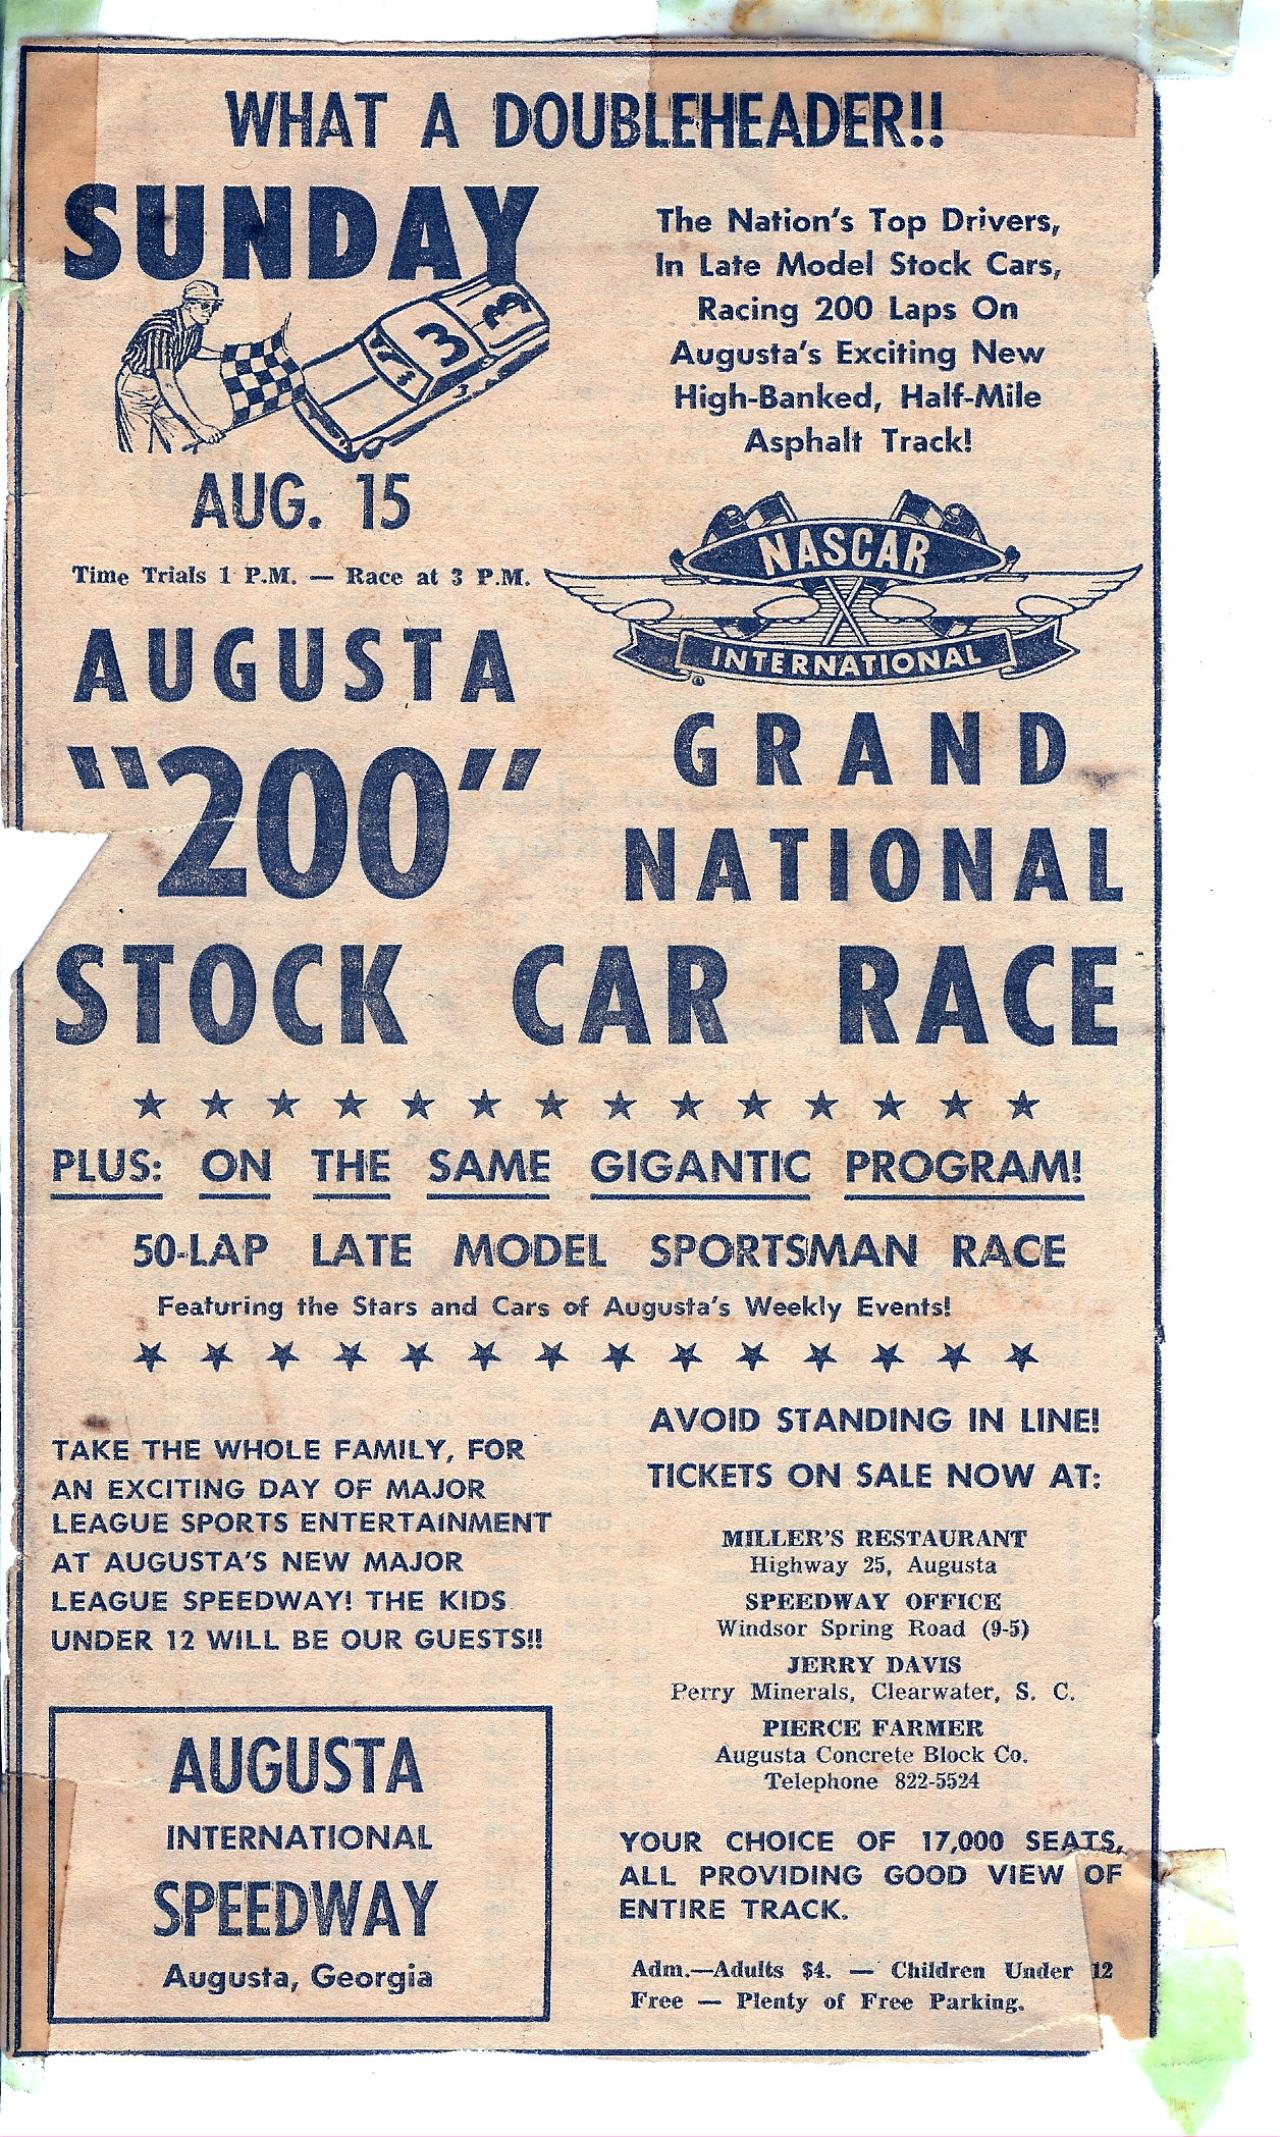 WHAT A DOUBLEHEADER!!
SUNDAY
3
3
AUG. 15
Time Trials 1 P.M. — Race at 3 P.M.
The Nation's Top Drivers,
In Late Model Stock Cars,
Racing 200 Laps On
Augusta's Exciting New
High-Banked, Half-Mile
Asphalt Track!
NASCAR
INTERNATIONAL
AUGUSTA
"200"
GRAND
NATIONAL
STOCK CAR RACE
PLUS: ON THE SAME GIGANTIC PROGRAM!
50-LAP LATE MODEL SPORTSMAN RACE
Featuring the Stars and Cars of Augusta's Weekly Events!
TAKE THE WHOLE FAMILY, FOR
AN EXCITING DAY OF MAJOR
LEAGUE SPORTS ENTERTAINMENT
AT AUGUSTA'S NEW MAJOR
LEAGUE SPEEDWAY! THE KIDS
UNDER 12 WILL BE OUR GUESTS!!
AUGUSTA
INTERNATIONAL
SPEEDWAY
Augusta, Georgia
AVOID STANDING IN LINE!
TICKETS ON SALE NOW AT:
MILLER'S RESTAURANT
Highway 25, Augusta
SPEEDWAY OFFICE
Windsor Spring Road (9-5)
JERRY DAVIS
Perry Minerals, Clearwater, S. C.
PIERCE FARMER
Augusta Concrete Block Co.
Telephone 822-5524
YOUR CHOICE OF 17,000 SEATS,
ALL PROVIDING GOOD VIEW OF
ENTIRE TRACK.
Adm.—Adults $4. — Children Under 12
Free — Plenty of Free Parking.